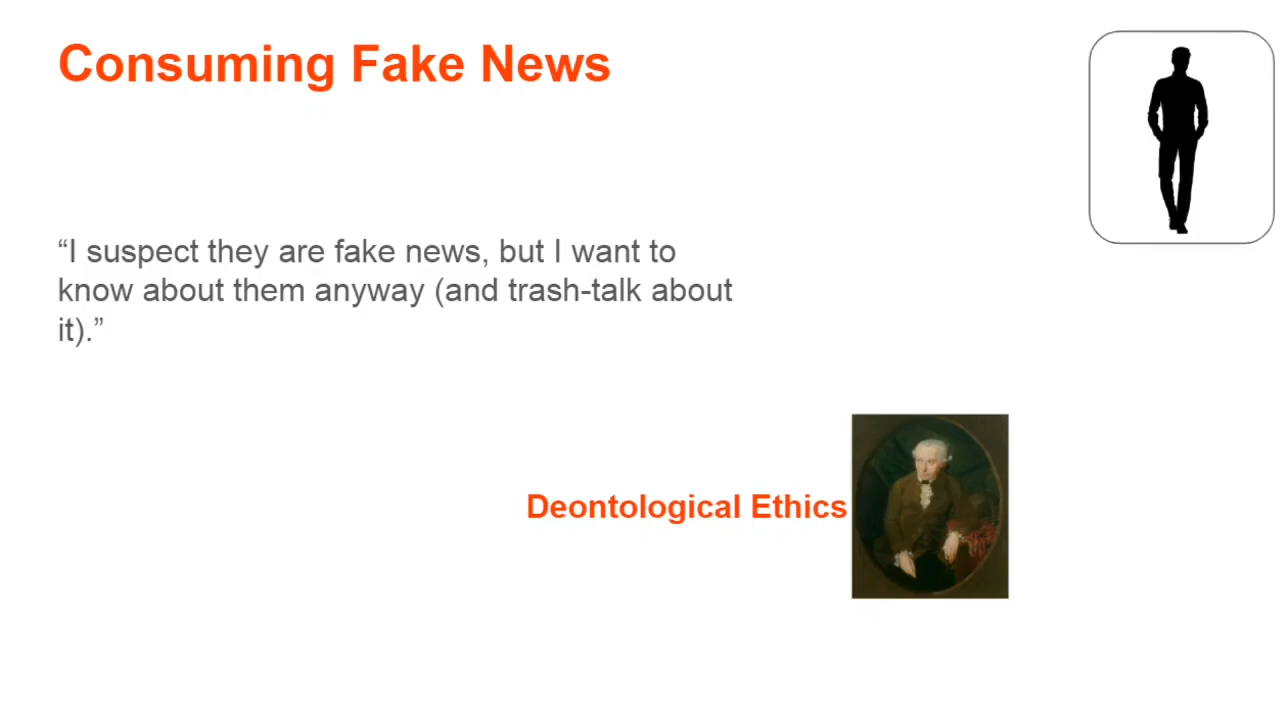 Consuming Fake News
“I suspect they are fake news, but I want to
know about them anyway (and trash-talk about
it).”
Deontological Ethics